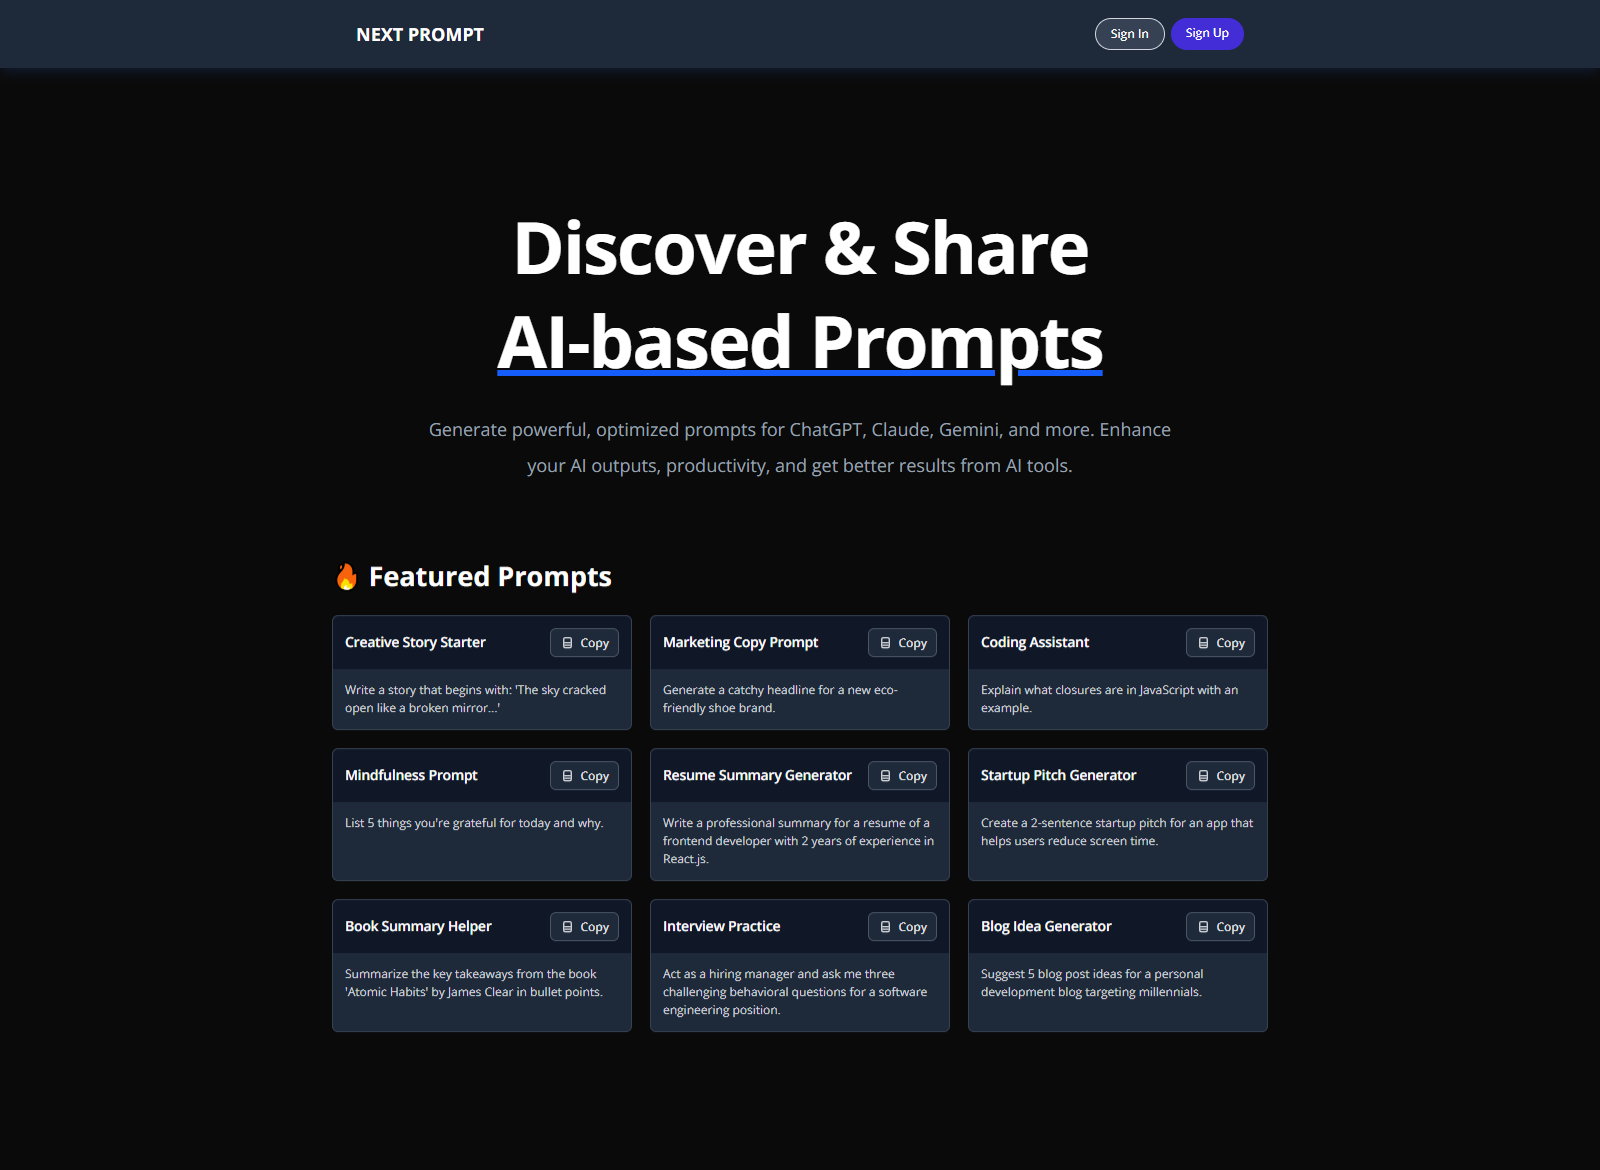 NEXT PROMPT
Sign In
Sign Up
Discover & Share
AI-based Prompts
Generate powerful, optimized prompts for ChatGPT, Claude, Gemini, and more. Enhance
your AI outputs, productivity, and get better results from AI tools.
🔥 Featured Prompts
Creative Story Starter
Copy
Write a story that begins with: 'The sky cracked
open like a broken mirror...'
Marketing Copy Prompt
Copy
Generate a catchy headline for a new eco-
friendly shoe brand.
Coding Assistant
Copy
Explain what closures are in JavaScript with an
example.
Mindfulness Prompt
Copy
List 5 things you're grateful for today and why.
Resume Summary Generator
Copy
Write a professional summary for a resume of a
frontend developer with 2 years of experience in
React.js.
Startup Pitch Generator
Copy
Create a 2-sentence startup pitch for an app that
helps users reduce screen time.
Book Summary Helper
Copy
Summarize the key takeaways from the book
'Atomic Habits' by James Clear in bullet points.
Interview Practice
Copy
Act as a hiring manager and ask me three
challenging behavioral questions for a software
engineering position.
Blog Idea Generator
Copy
Suggest 5 blog post ideas for a personal
development blog targeting millennials.